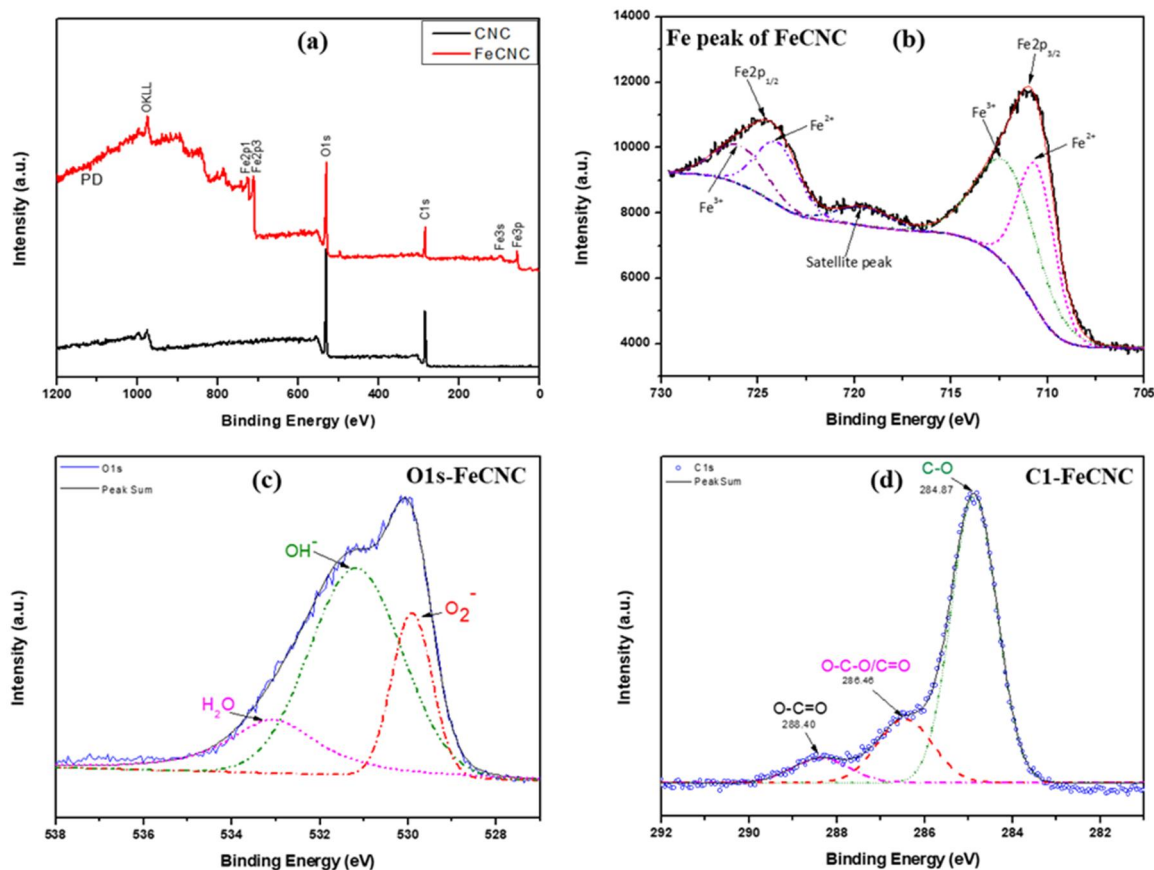 (a)
CNC
FeCNC
OKLL
PD
Fe2p1
Fe2p3
O1s
C1s
Fe3s
Fe3p
Intensity (a.u.)
1200 1000 800 600 400 200 0
Binding Energy (eV)
Fe peak of FeCNC
(b)
14000
12000
10000
8000
6000
4000
Fe2p3/2
Fe2p1/2
Fe3+
Fe2+
Fe2+
Fe3+
Satellite peak
Intensity (a.u.)
730 725 720 715 710 705
Binding Energy (eV)
O1s
Peak Sum
(c)
O1s-FeCNC
OH-
O2-
H2O
Intensity (a.u.)
538 536 534 532 530 528
Binding Energy (eV)
C1s
Peak Sum
(d)
C1-FeCNC
C-O
284.87
O-C-O/C=O
286.46
O-C=O
288.40
Intensity (a.u.)
292 290 288 286 284 282
Binding Energy (eV)